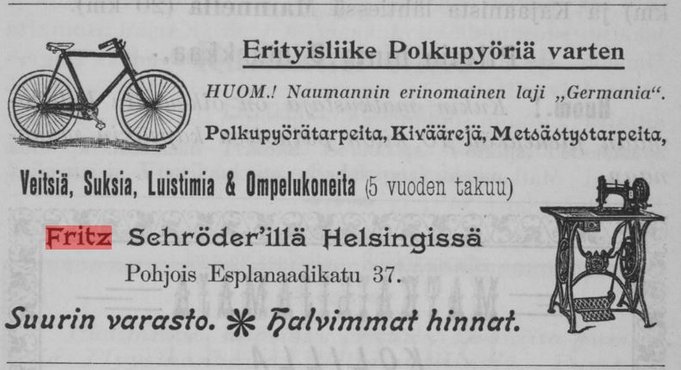 Erityisliike Polkupyöriä varten
HUOM.! Naumannin erinomainen laji „Germania“.
Polkupyörätarpeita, Kiväärejä, Metsästystarpeita,
Veitsiä, Suksia, Luistimia & Ompelukoneita (5 vuoden takuu)
Fritz Schröder'illä Helsingissä
Pohjois Esplanaadikatu 37.
Suurin varasto. ✻ Halvimmat hinnat.